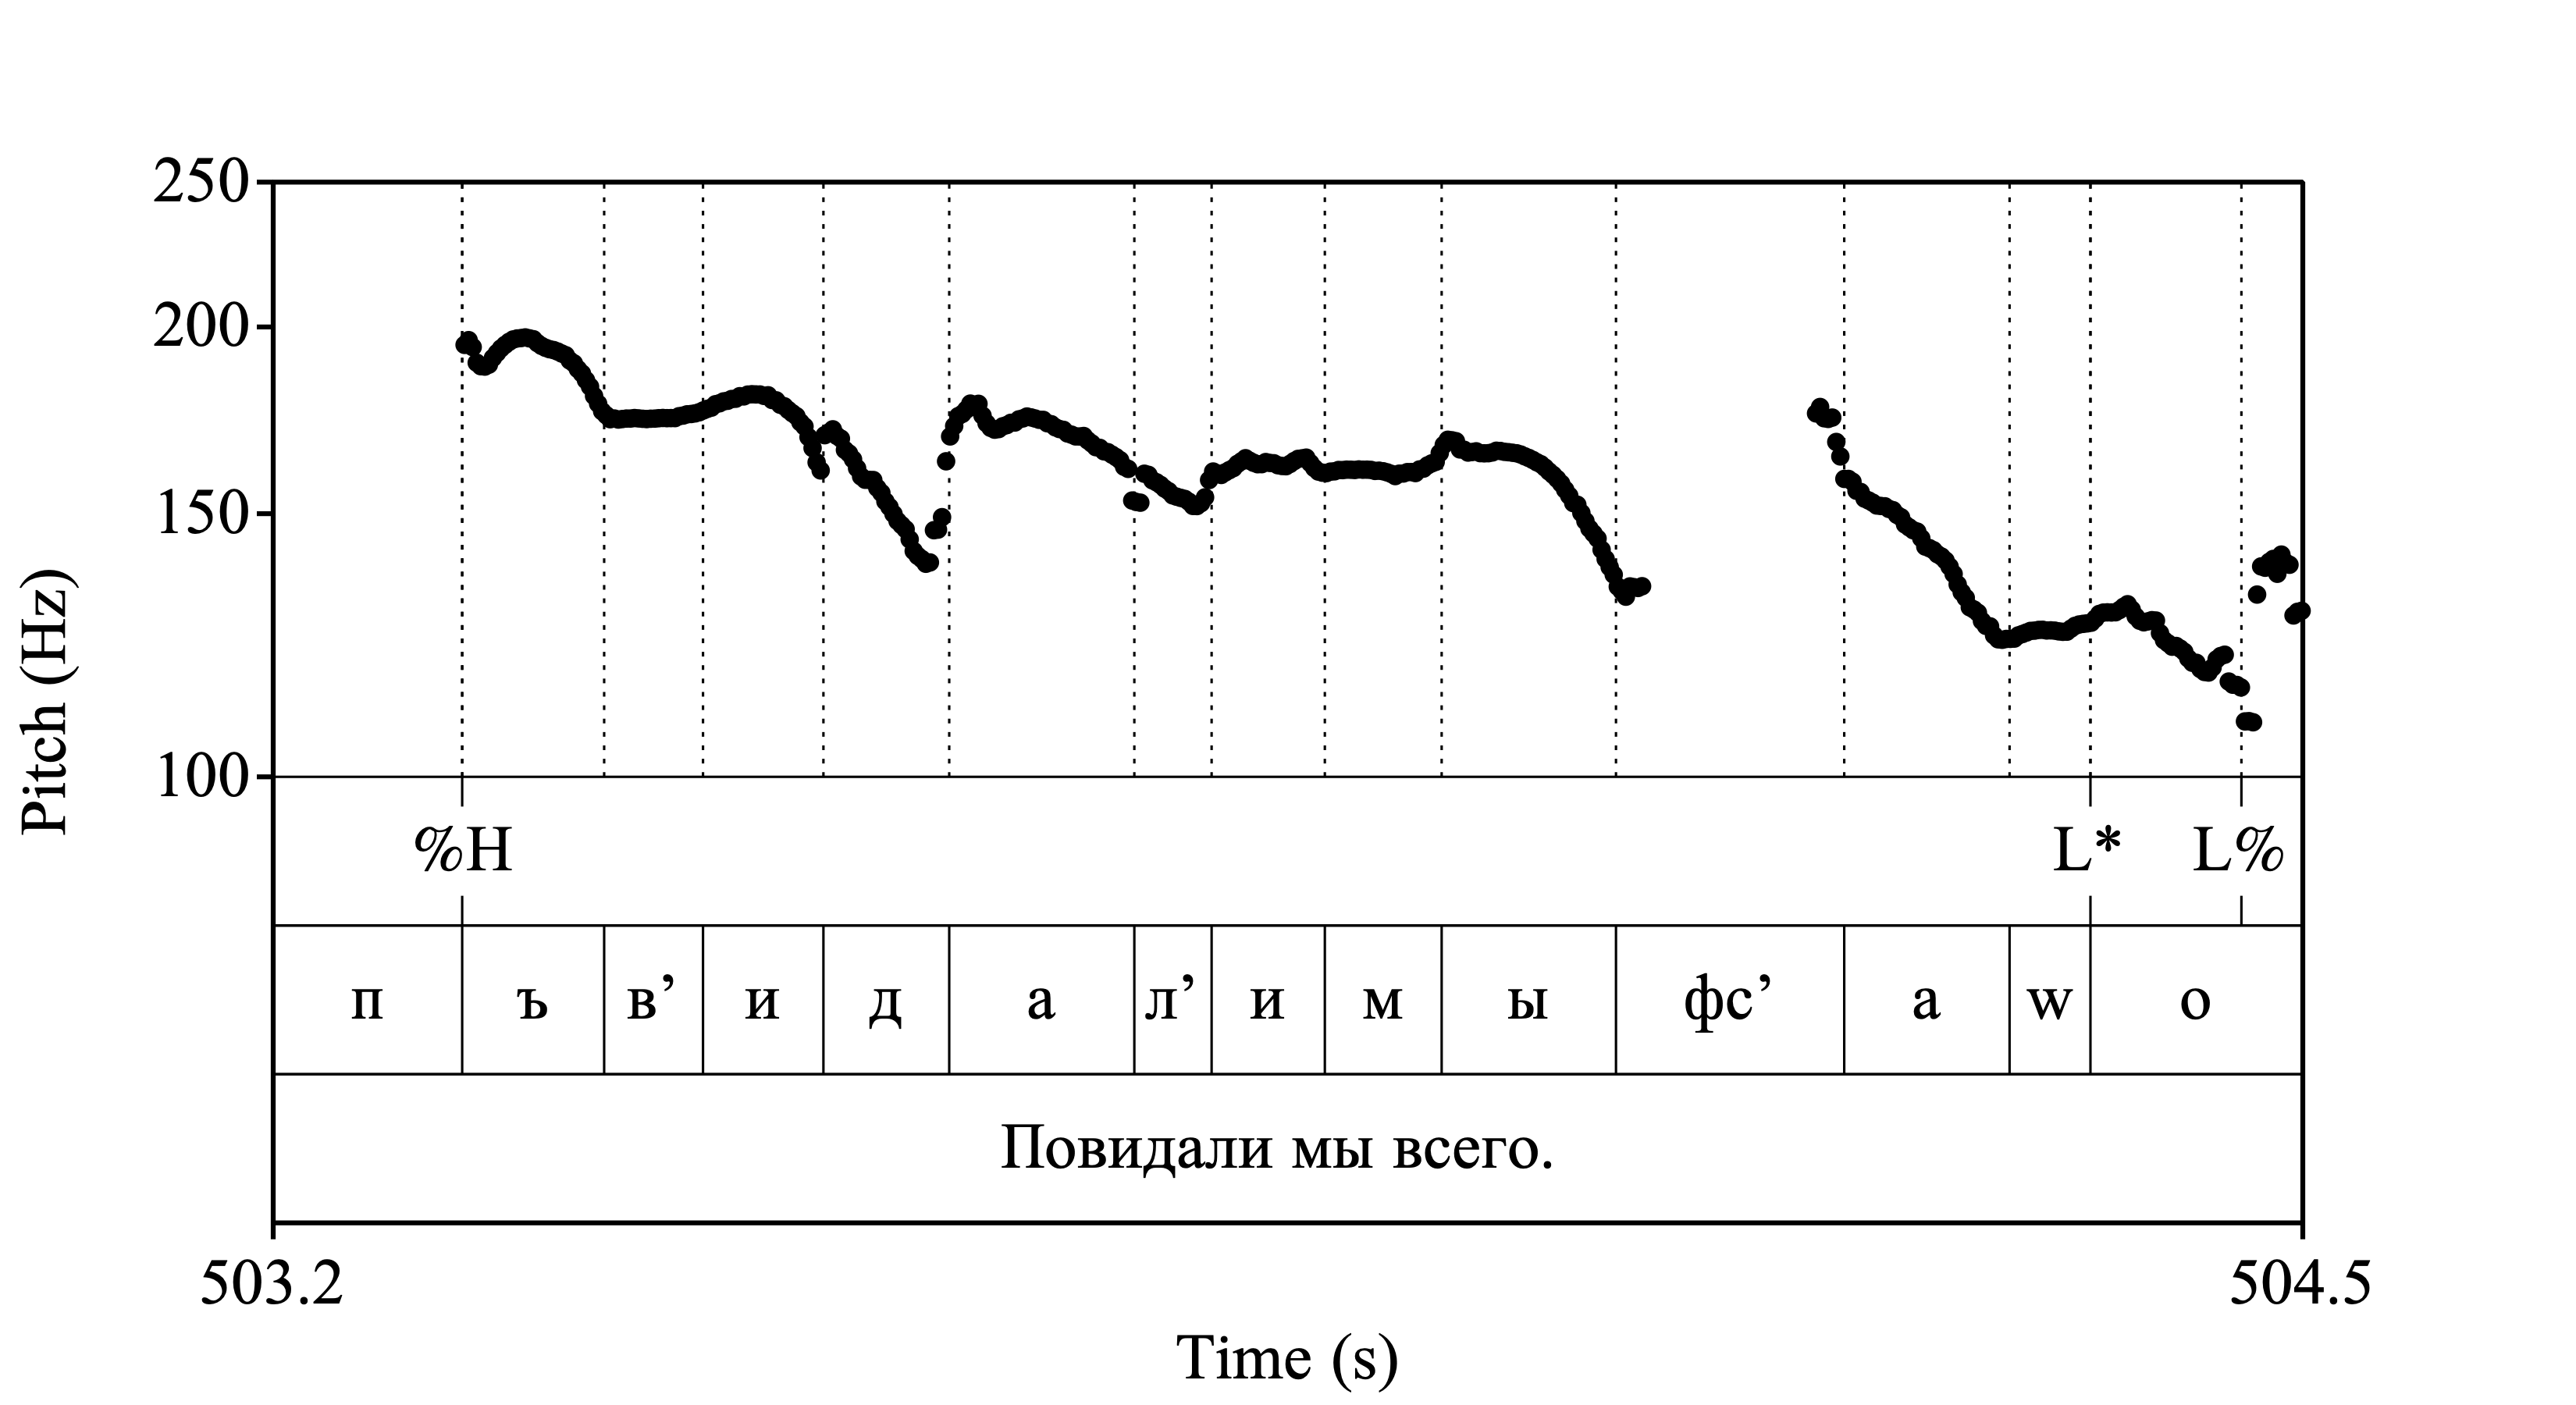 250
200
150
100
Pitch (Hz)
%H L* L%
п ъ в’ и д а л’ и м ы фс’ а w о
Повидали мы всего.
503.2 504.5
Time (s)